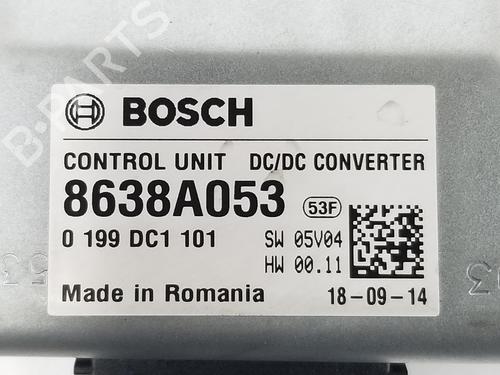 B-PARTS
BOSCH
CONTROL UNIT DC/DC CONVERTER
8638A053 53F
0 199 DC1 101 SW 05V04
HW 00.11
Made in Romania 18-09-14